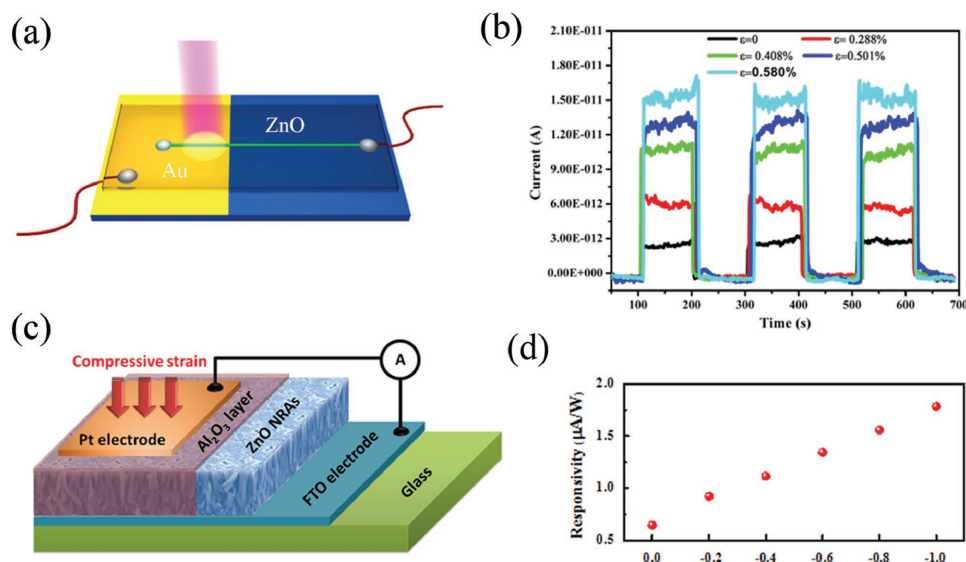 (a)
ZnO
Au
(b)
2.10E-011
1.80E-011
1.50E-011
1.20E-011
9.00E-012
6.00E-012
3.00E-012
0.00E+000
Current (A)
ε=0
ε= 0.288%
ε= 0.408%
ε=0.501%
ε=0.580%
100 200 300 400 500 600 700
Time (s)
(c)
Compressive strain
A
Pt electrode
Al₂O₃ layer
ZnO NRAs
FTO electrode
Glass
(d)
Responsivity (μA/W)
2.0
1.5
1.0
0.5
0.0 -0.2 -0.4 -0.6 -0.8 -1.0